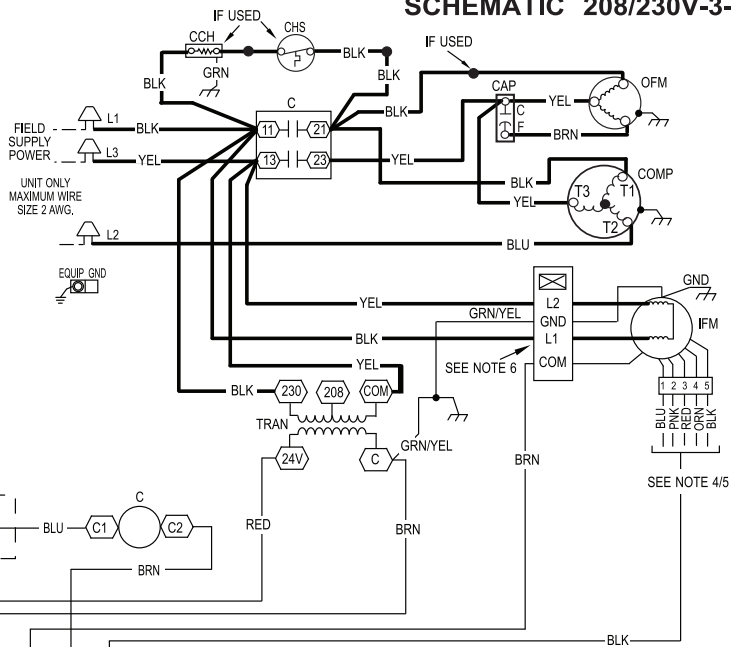 SCHEMATIC 208/230V-3-
IF USED
CCH
CHS
BLK
IF USED
BLK
GRN
BLK
CAP
OFM
C
BLK
YEL
C
L1
FIELD
SUPPLY
POWER
BLK
11
21
F
BRN
L3
YEL
13
23
YEL
COMP
UNIT ONLY
MAXIMUM WIRE
SIZE 2 AWG.
BLK
T3
T1
YEL
T2
L2
BLU
EQUIP GND
GND
YEL
L2
GRN/YEL
GND
IFM
BLK
L1
SEE NOTE 6
COM
YEL
1 2 3 4 5
BLK
230
208
COM
BLU
PNK
RED
ORN
BLK
TRAN
GRN/YEL
24V
C
BRN
SEE NOTE 4/5
C
BLU
C1
C2
RED
BRN
BRN
BLK